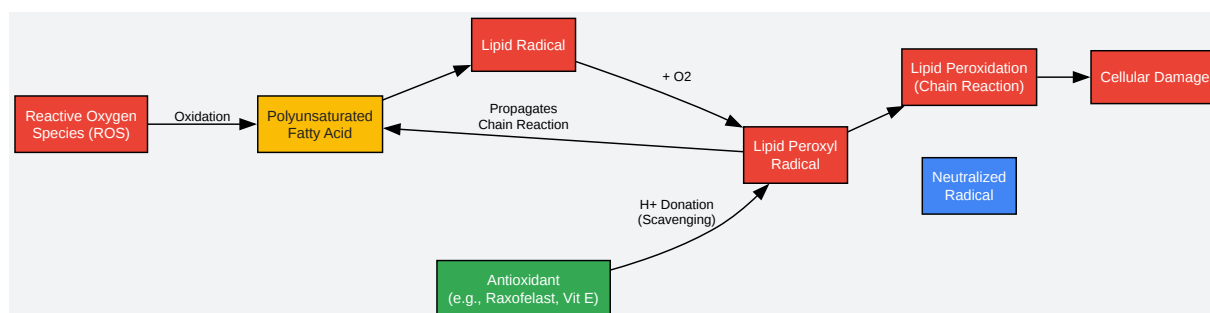 Lipid Radical
+ O2
Lipid Peroxidation
(Chain Reaction)
Cellular Damage
Reactive Oxygen
Species (ROS)
Oxidation
Polyunsaturated
Fatty Acid
Propagates
Chain Reaction
Lipid Peroxyl
Radical
Neutralized
Radical
H+ Donation
(Scavenging)
Antioxidant
(e.g., Raxofelast, Vit E)